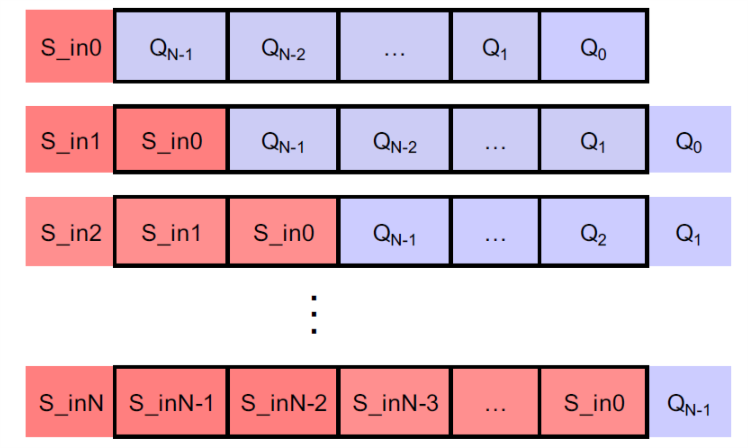 S_in0 Q_{N-1} Q_{N-2} … Q_1 Q_0
S_in1 S_in0 Q_{N-1} Q_{N-2} … Q_1 Q_0
S_in2 S_in1 S_in0 Q_{N-1} … Q_2 Q_1
⋮
S_inN S_inN-1 S_inN-2 S_inN-3 … S_in0 Q_{N-1}